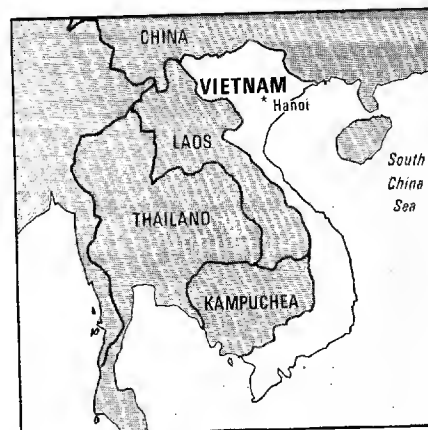 CHINA
VIETNAM
Hanoi
LAOS
South
China
Sea
THAILAND
KAMPUCHEA